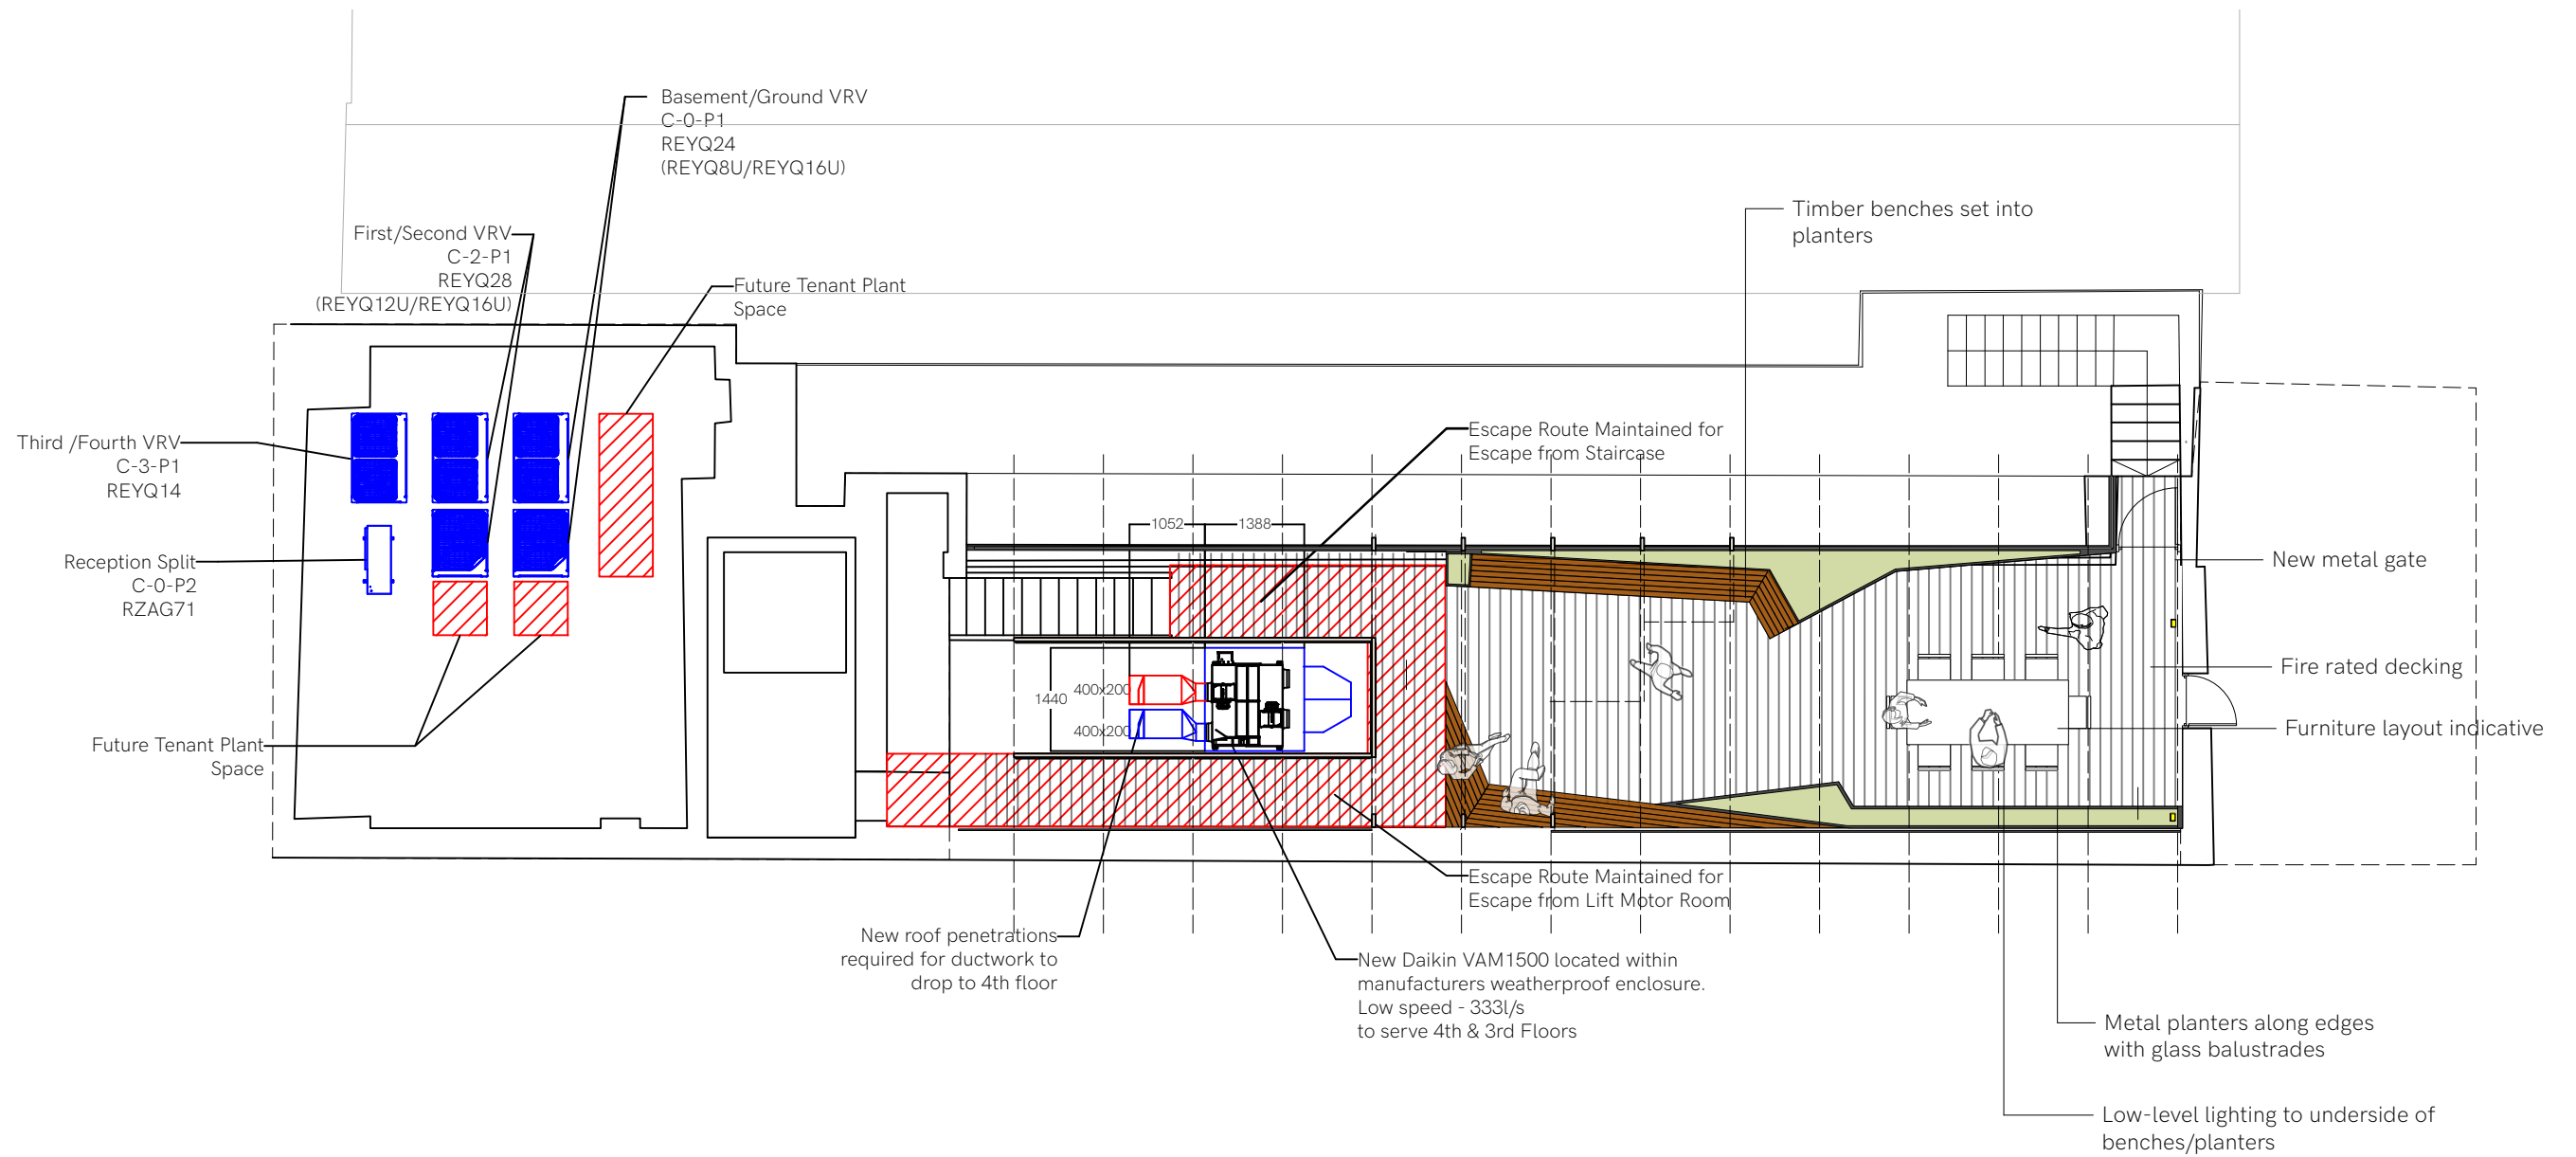 Basement/Ground VRV
C-0-P1
REYQ24
(REYQ8U/REYQ16U)
First/Second VRV
C-2-P1
REYQ28
(REYQ12U/REYQ16U)
Future Tenant Plant
Space
Timber benches set into
planters
Third /Fourth VRV
C-3-P1
REYQ14
Escape Route Maintained for
Escape from Staircase
1052
1388
Reception Split
C-0-P2
RZAG71
New metal gate
Fire rated decking
1440
400x200
400x200
Furniture layout indicative
Future Tenant Plant
Space
Escape Route Maintained for
Escape from Lift Motor Room
New roof penetrations
required for ductwork to
drop to 4th floor
New Daikin VAM1500 located within
manufacturers weatherproof enclosure.
Low speed - 333l/s
to serve 4th & 3rd Floors
Metal planters along edges
with glass balustrades
Low-level lighting to underside of
benches/planters